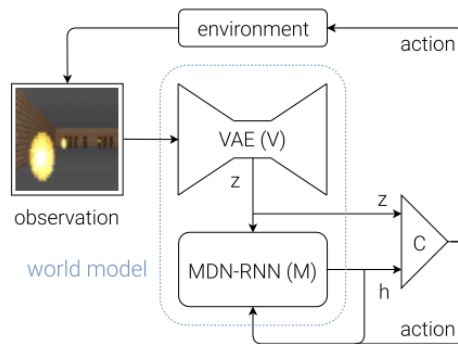 environment
action
VAE (V)
z
observation
z
C
world model
MDN-RNN (M)
h
action